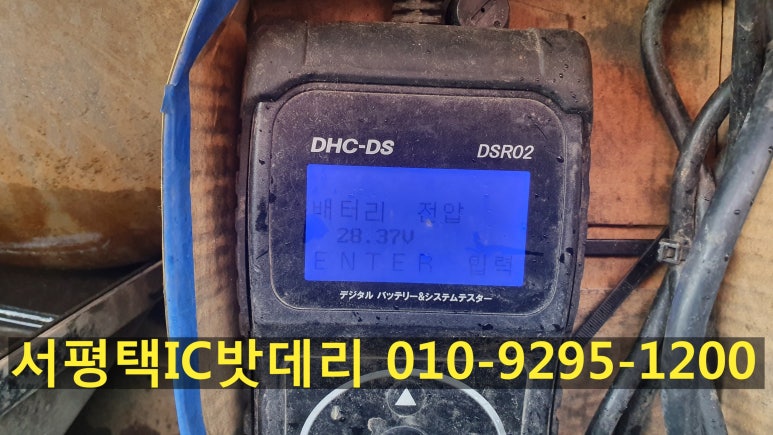 DHC-DS DSR02
배터리 전압
28.37V
ENTER 입력
デジタル バッテリー&システムテスター
서평택IC밧데리 010-9295-1200